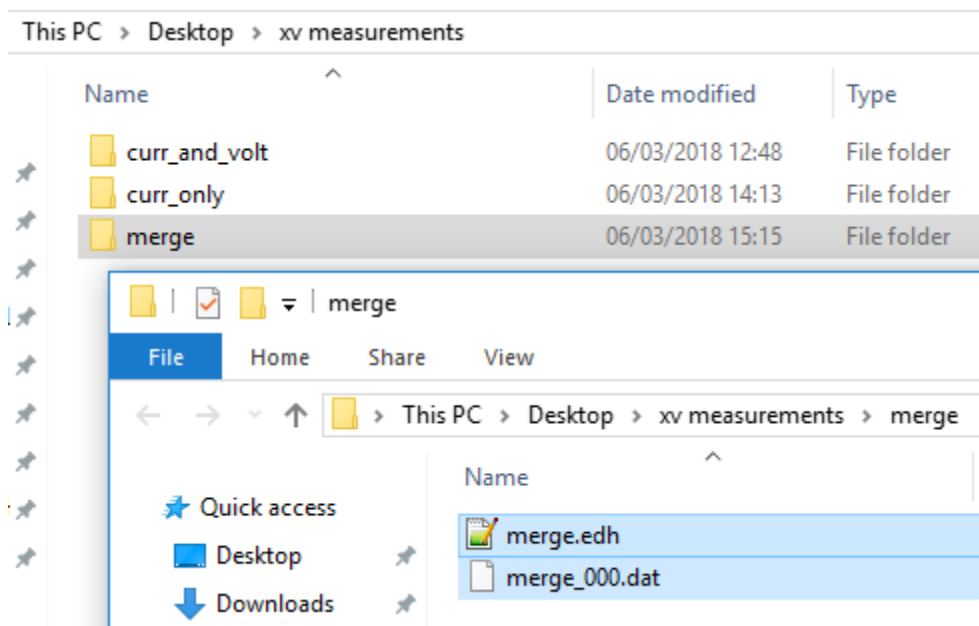 This PC > Desktop > xv measurements
Name Date modified Type
curr_and_volt 06/03/2018 12:48 File folder
curr_only 06/03/2018 14:13 File folder
merge 06/03/2018 15:15 File folder
merge
File Home Share View
This PC > Desktop > xv measurements > merge
Name
Quick access
merge.edh
Desktop
merge_000.dat
Downloads